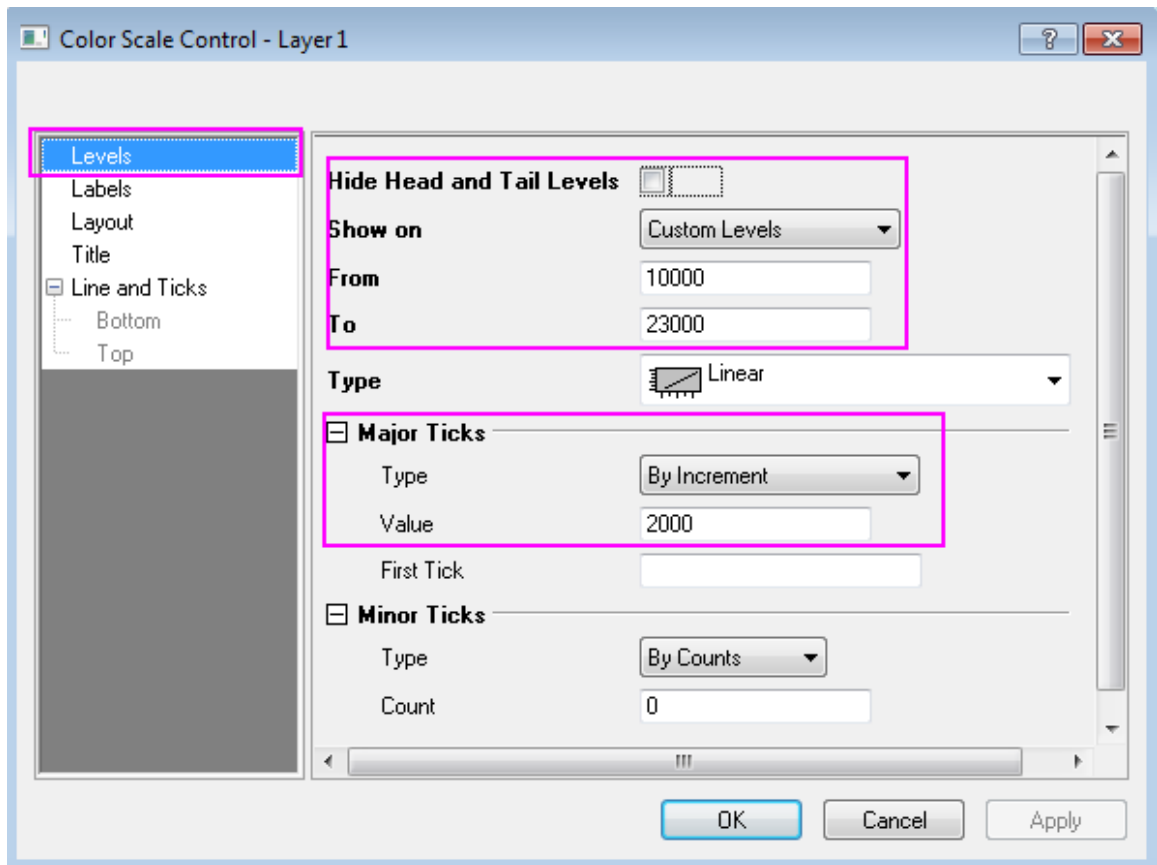 Color Scale Control - Layer 1
Levels
Labels
Layout
Title
Line and Ticks
Bottom
Top
Hide Head and Tail Levels
Show on Custom Levels
From 10000
To 23000
Type Linear
Major Ticks
Type By Increment
Value 2000
First Tick
Minor Ticks
Type By Counts
Count 0
OK Cancel Apply